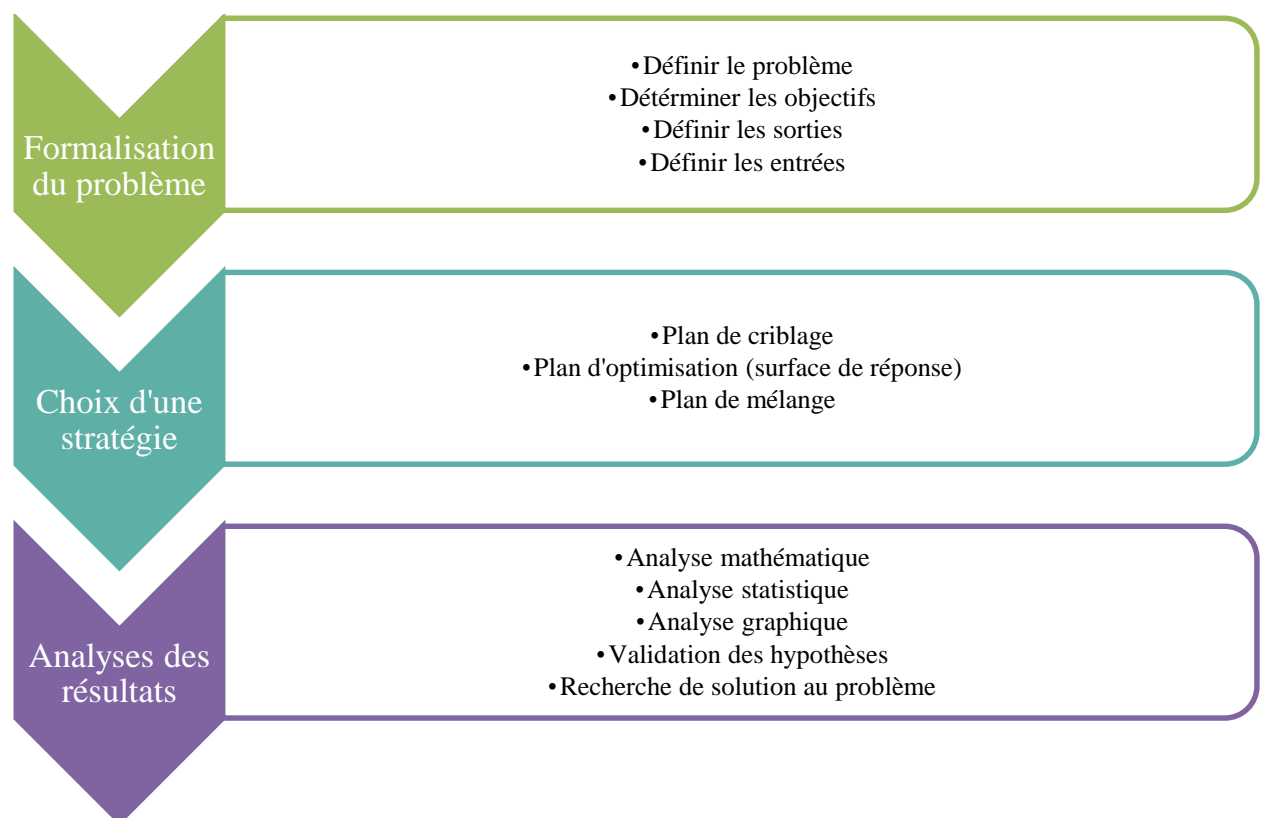 Formalisation
du problème
•Définir le problème
•Détérminer les objectifs
•Définir les sorties
•Définir les entrées
Choix d'une
stratégie
•Plan de criblage
•Plan d'optimisation (surface de réponse)
•Plan de mélange
Analyses des
résultats
•Analyse mathématique
•Analyse statistique
•Analyse graphique
•Validation des hypothèses
•Recherche de solution au problème